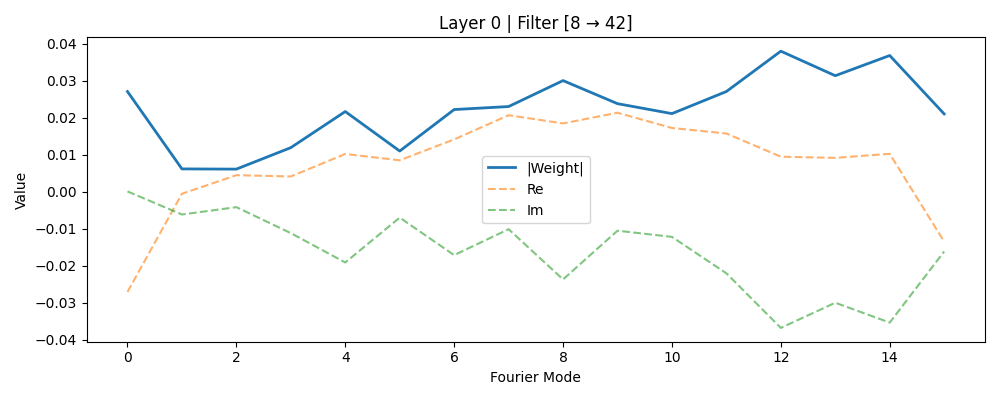 Layer 0 | Filter [8 → 42]
0.04
0.03
0.02
0.01
0.00
−0.01
−0.02
−0.03
−0.04
Value
|Weight|
Re
Im
0 2 4 6 8 10 12 14
Fourier Mode